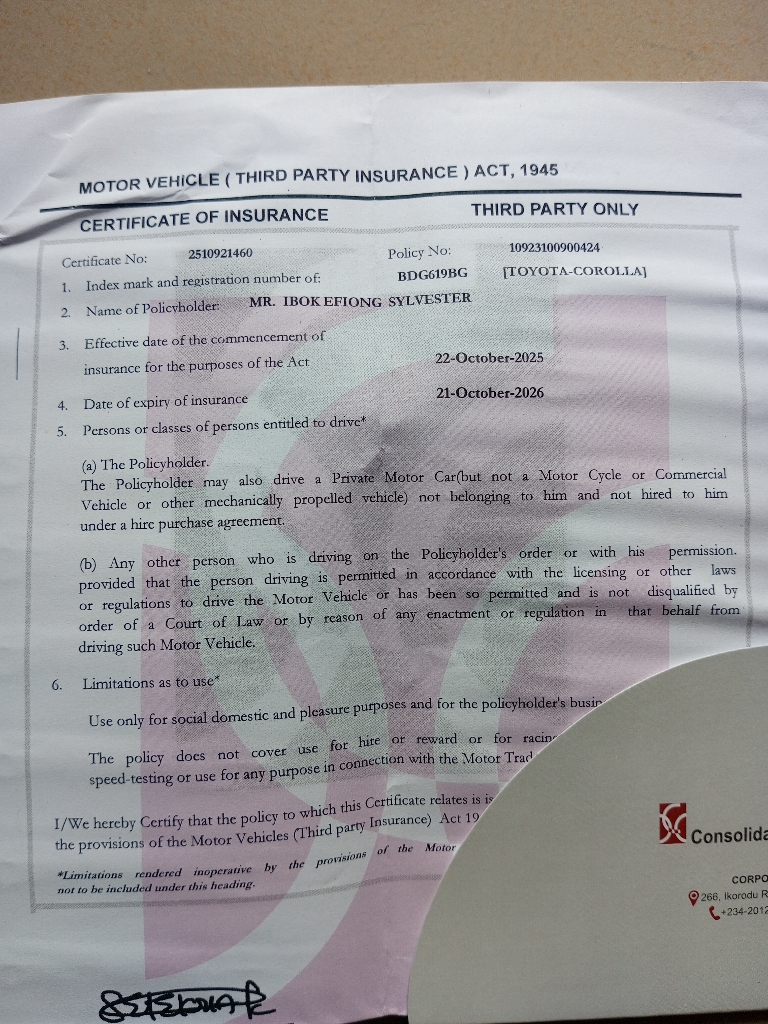 MOTOR VEHICLE ( THIRD PARTY INSURANCE ) ACT, 1945
CERTIFICATE OF INSURANCE THIRD PARTY ONLY
Certificate No: 2510921460 Policy No: 10923100900424
1. Index mark and registration number of: BDG619BG [TOYOTA-COROLLA]
2. Name of Policyholder: MR. IBOK EFIONG SYLVESTER
3. Effective date of the commencement of
insurance for the purposes of the Act 22-October-2025
4. Date of expiry of insurance 21-October-2026
5. Persons or classes of persons entitled to drive*
(a) The Policyholder.
The Policyholder may also drive a Private Motor Car(but not a Motor Cycle or Commercial
Vehicle or other mechanically propelled vehicle) not belonging to him and not hired to him
under a hire purchase agreement.
(b) Any other person who is driving on the Policyholder's order or with his permission.
provided that the person driving is permitted in accordance with the licensing or other laws
or regulations to drive the Motor Vehicle or has been so permitted and is not disqualified by
order of a Court of Law or by reason of any enactment or regulation in that behalf from
driving such Motor Vehicle.
6. Limitations as to use*
Use only for social domestic and pleasure purposes and for the policyholder's busin
The policy does not cover use for hire or reward or for racin
speed-testing or use for any purpose in connection with the Motor Trad
I/We hereby Certify that the policy to which this Certificate relates is is
the provisions of the Motor Vehicles (Third party Insurance) Act 19
*Limitations rendered inoperative by the provisions of the Motor
not to be included under this heading.
Consolida
CORPO
266, Ikorodu R
+234-2012